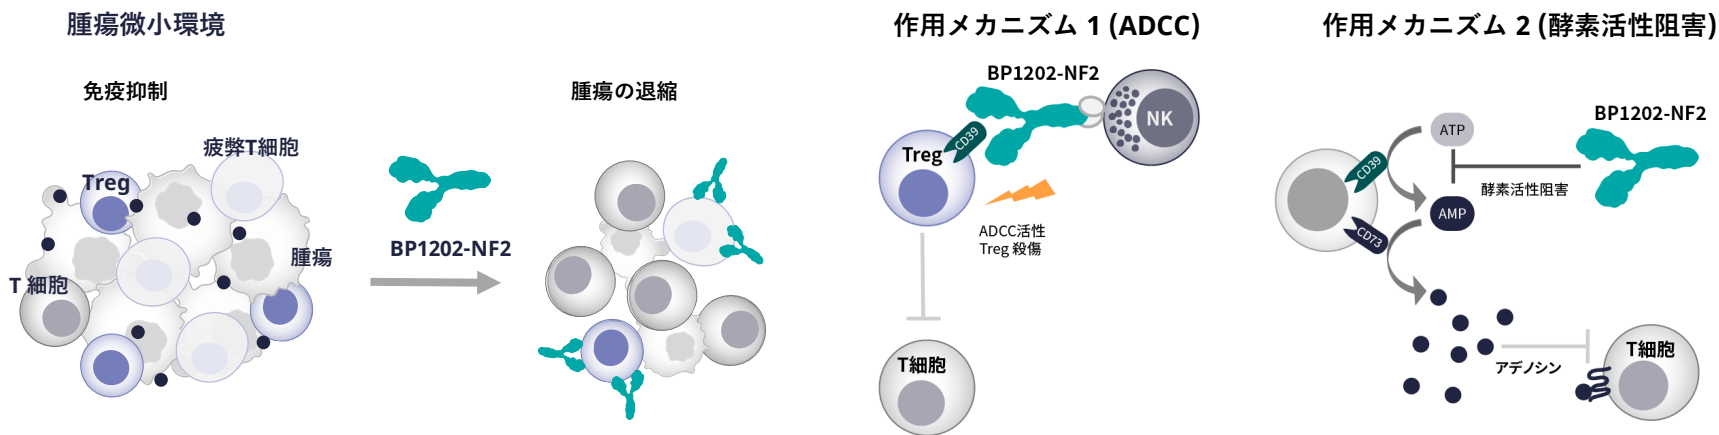 腫瘍微小環境
免疫抑制
疲弊T細胞
Treg
腫瘍
T 細胞
BP1202-NF2
腫瘍の退縮
作用メカニズム 1 (ADCC)
BP1202-NF2
NK
CD39
Treg
ADCC活性
Treg 殺傷
T細胞
作用メカニズム 2 (酵素活性阻害)
BP1202-NF2
ATP
CD39
酵素活性阻害
AMP
CD73
アデノシン
T細胞